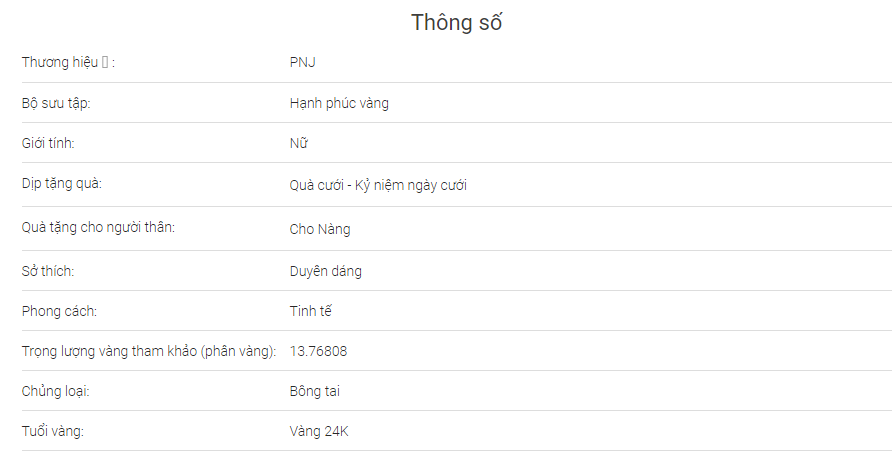 Thông số
Thương hiệu ▯ : PNJ
Bộ sưu tập: Hạnh phúc vàng
Giới tính: Nữ
Dịp tặng quà: Quà cưới - Kỷ niệm ngày cưới
Quà tặng cho người thân: Cho Nàng
Sở thích: Duyên dáng
Phong cách: Tinh tế
Trọng lượng vàng tham khảo (phân vàng): 13.76808
Chủng loại: Bông tai
Tuổi vàng: Vàng 24K